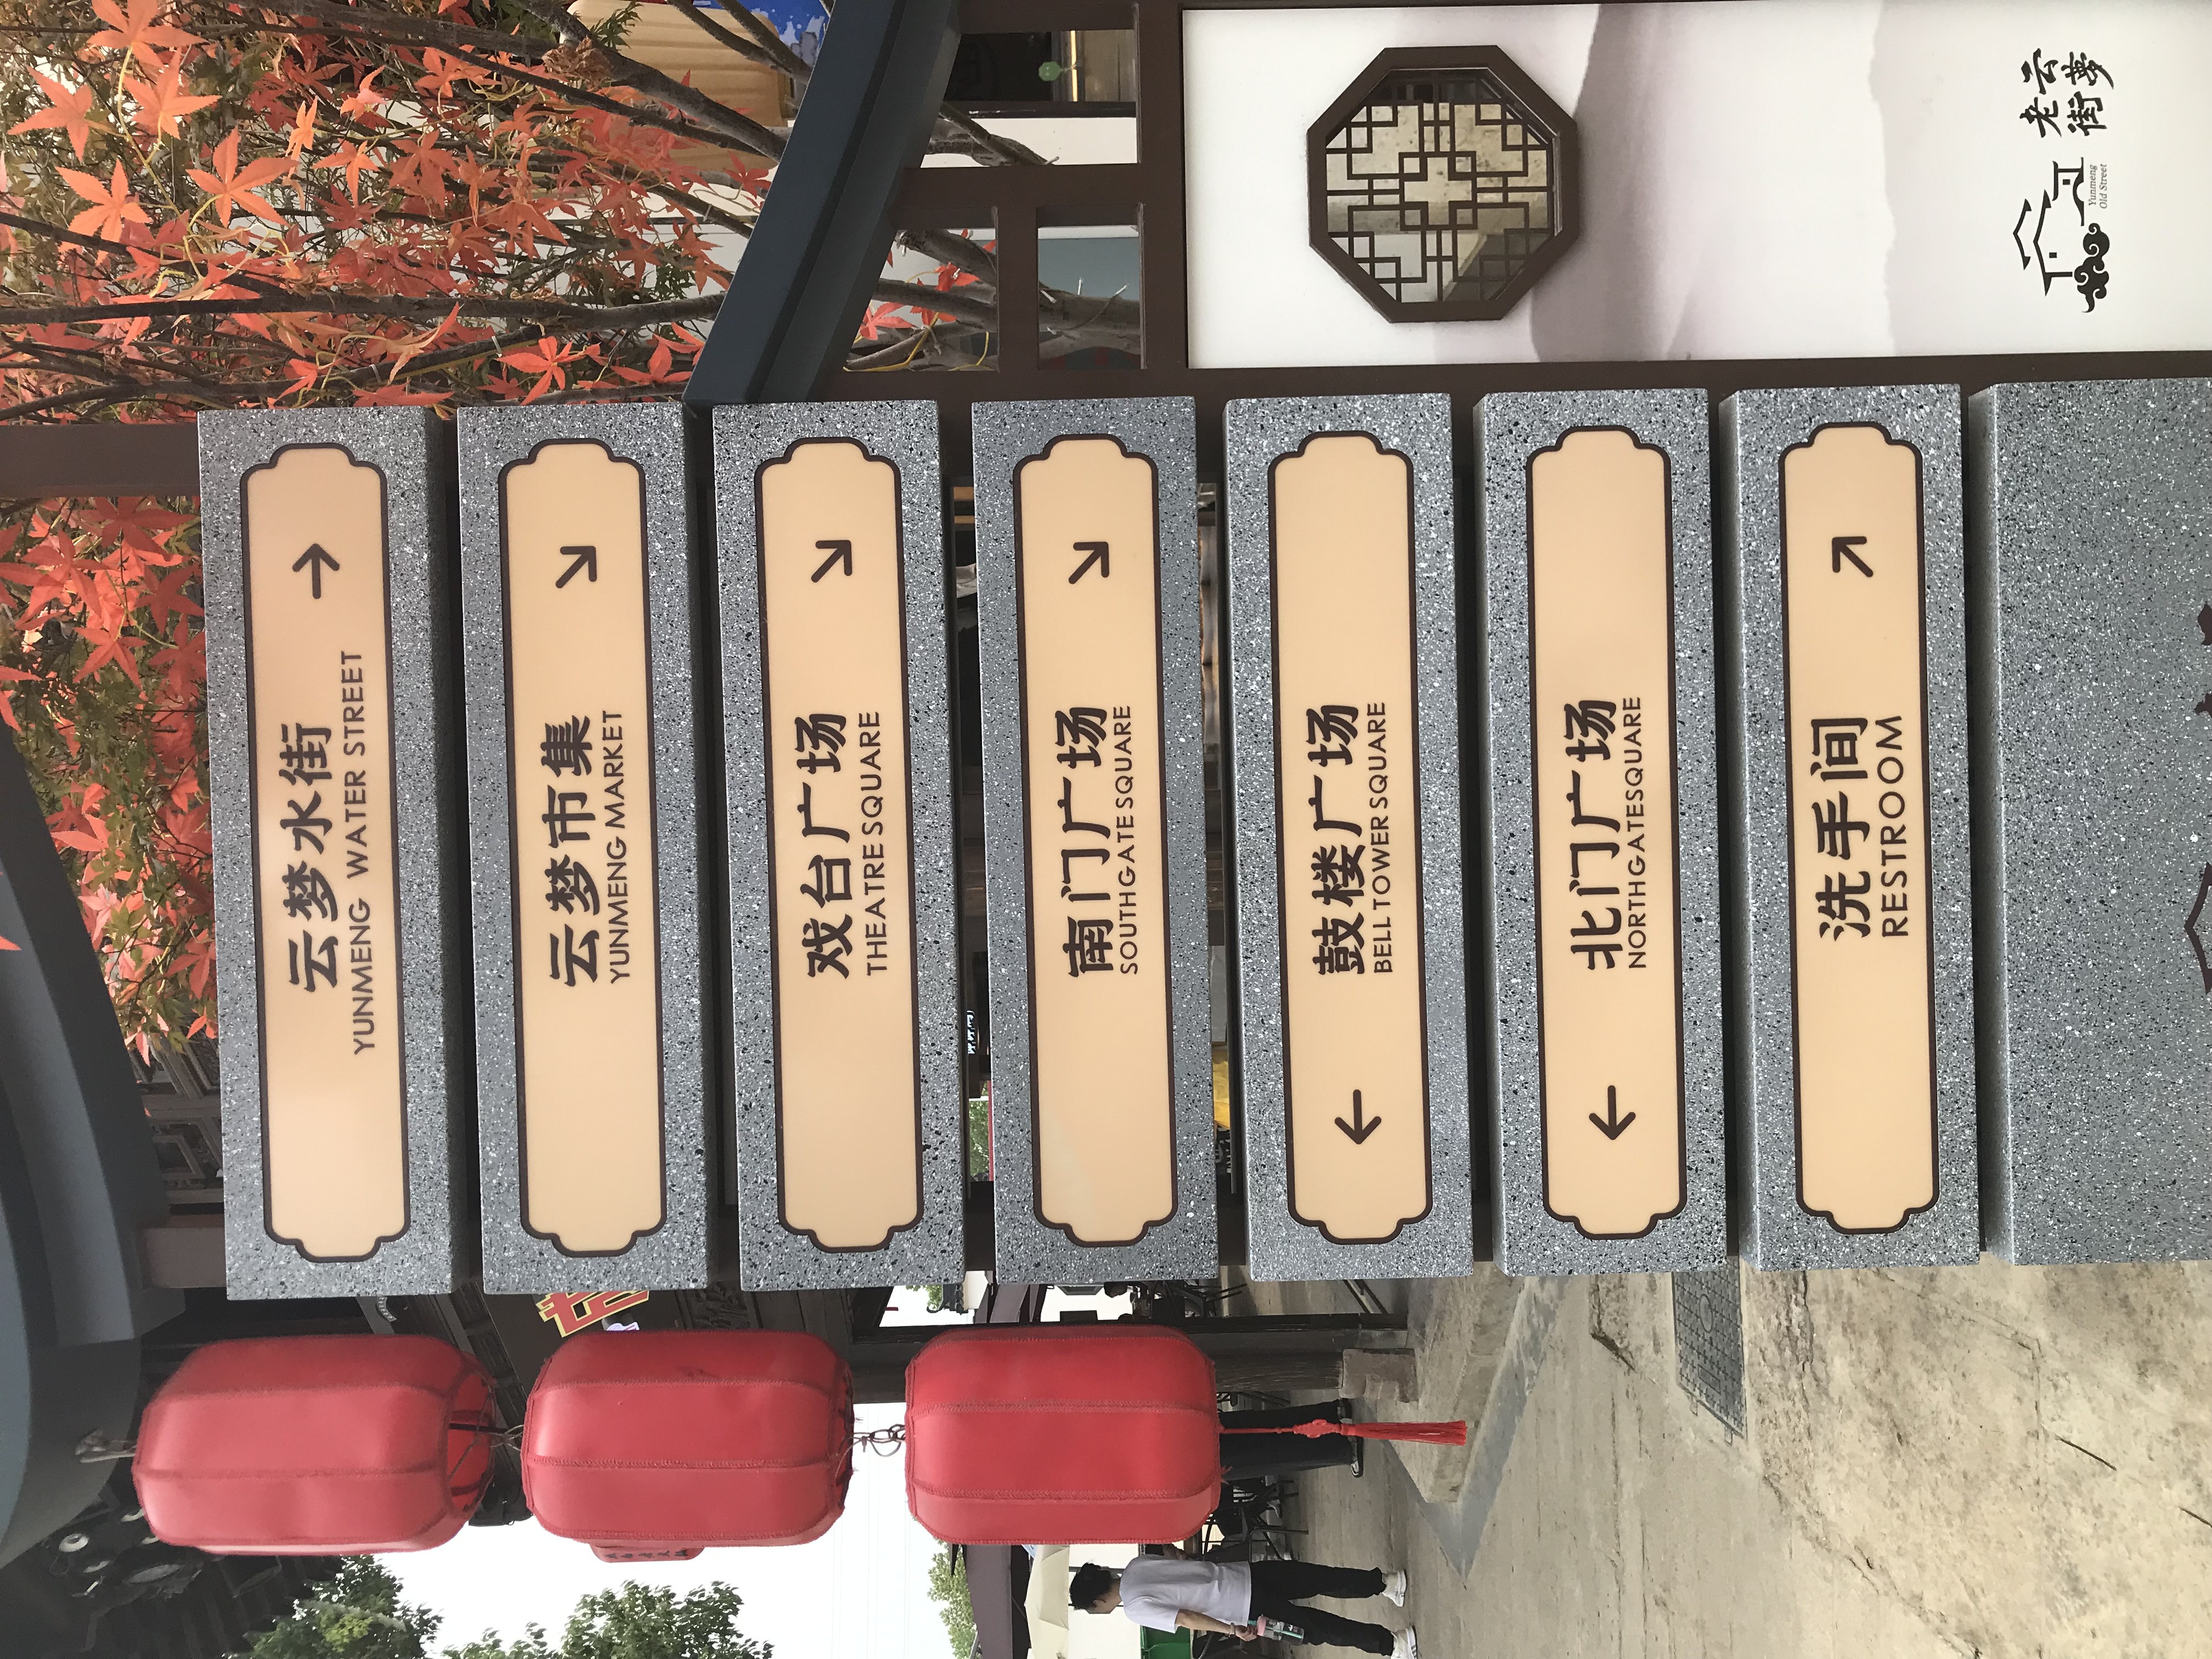 云梦水街
YUNMENG WATER STREET
云梦市集
YUNMENG MARKET
戏台广场
THEATRE SQUARE
南门广场
SOUTH GATE SQUARE
鼓楼广场
BELL TOWER SQUARE
北门广场
NORTHGATESQUARE
洗手间
RESTROOM
云梦
老街
Yunmeng
Old Street